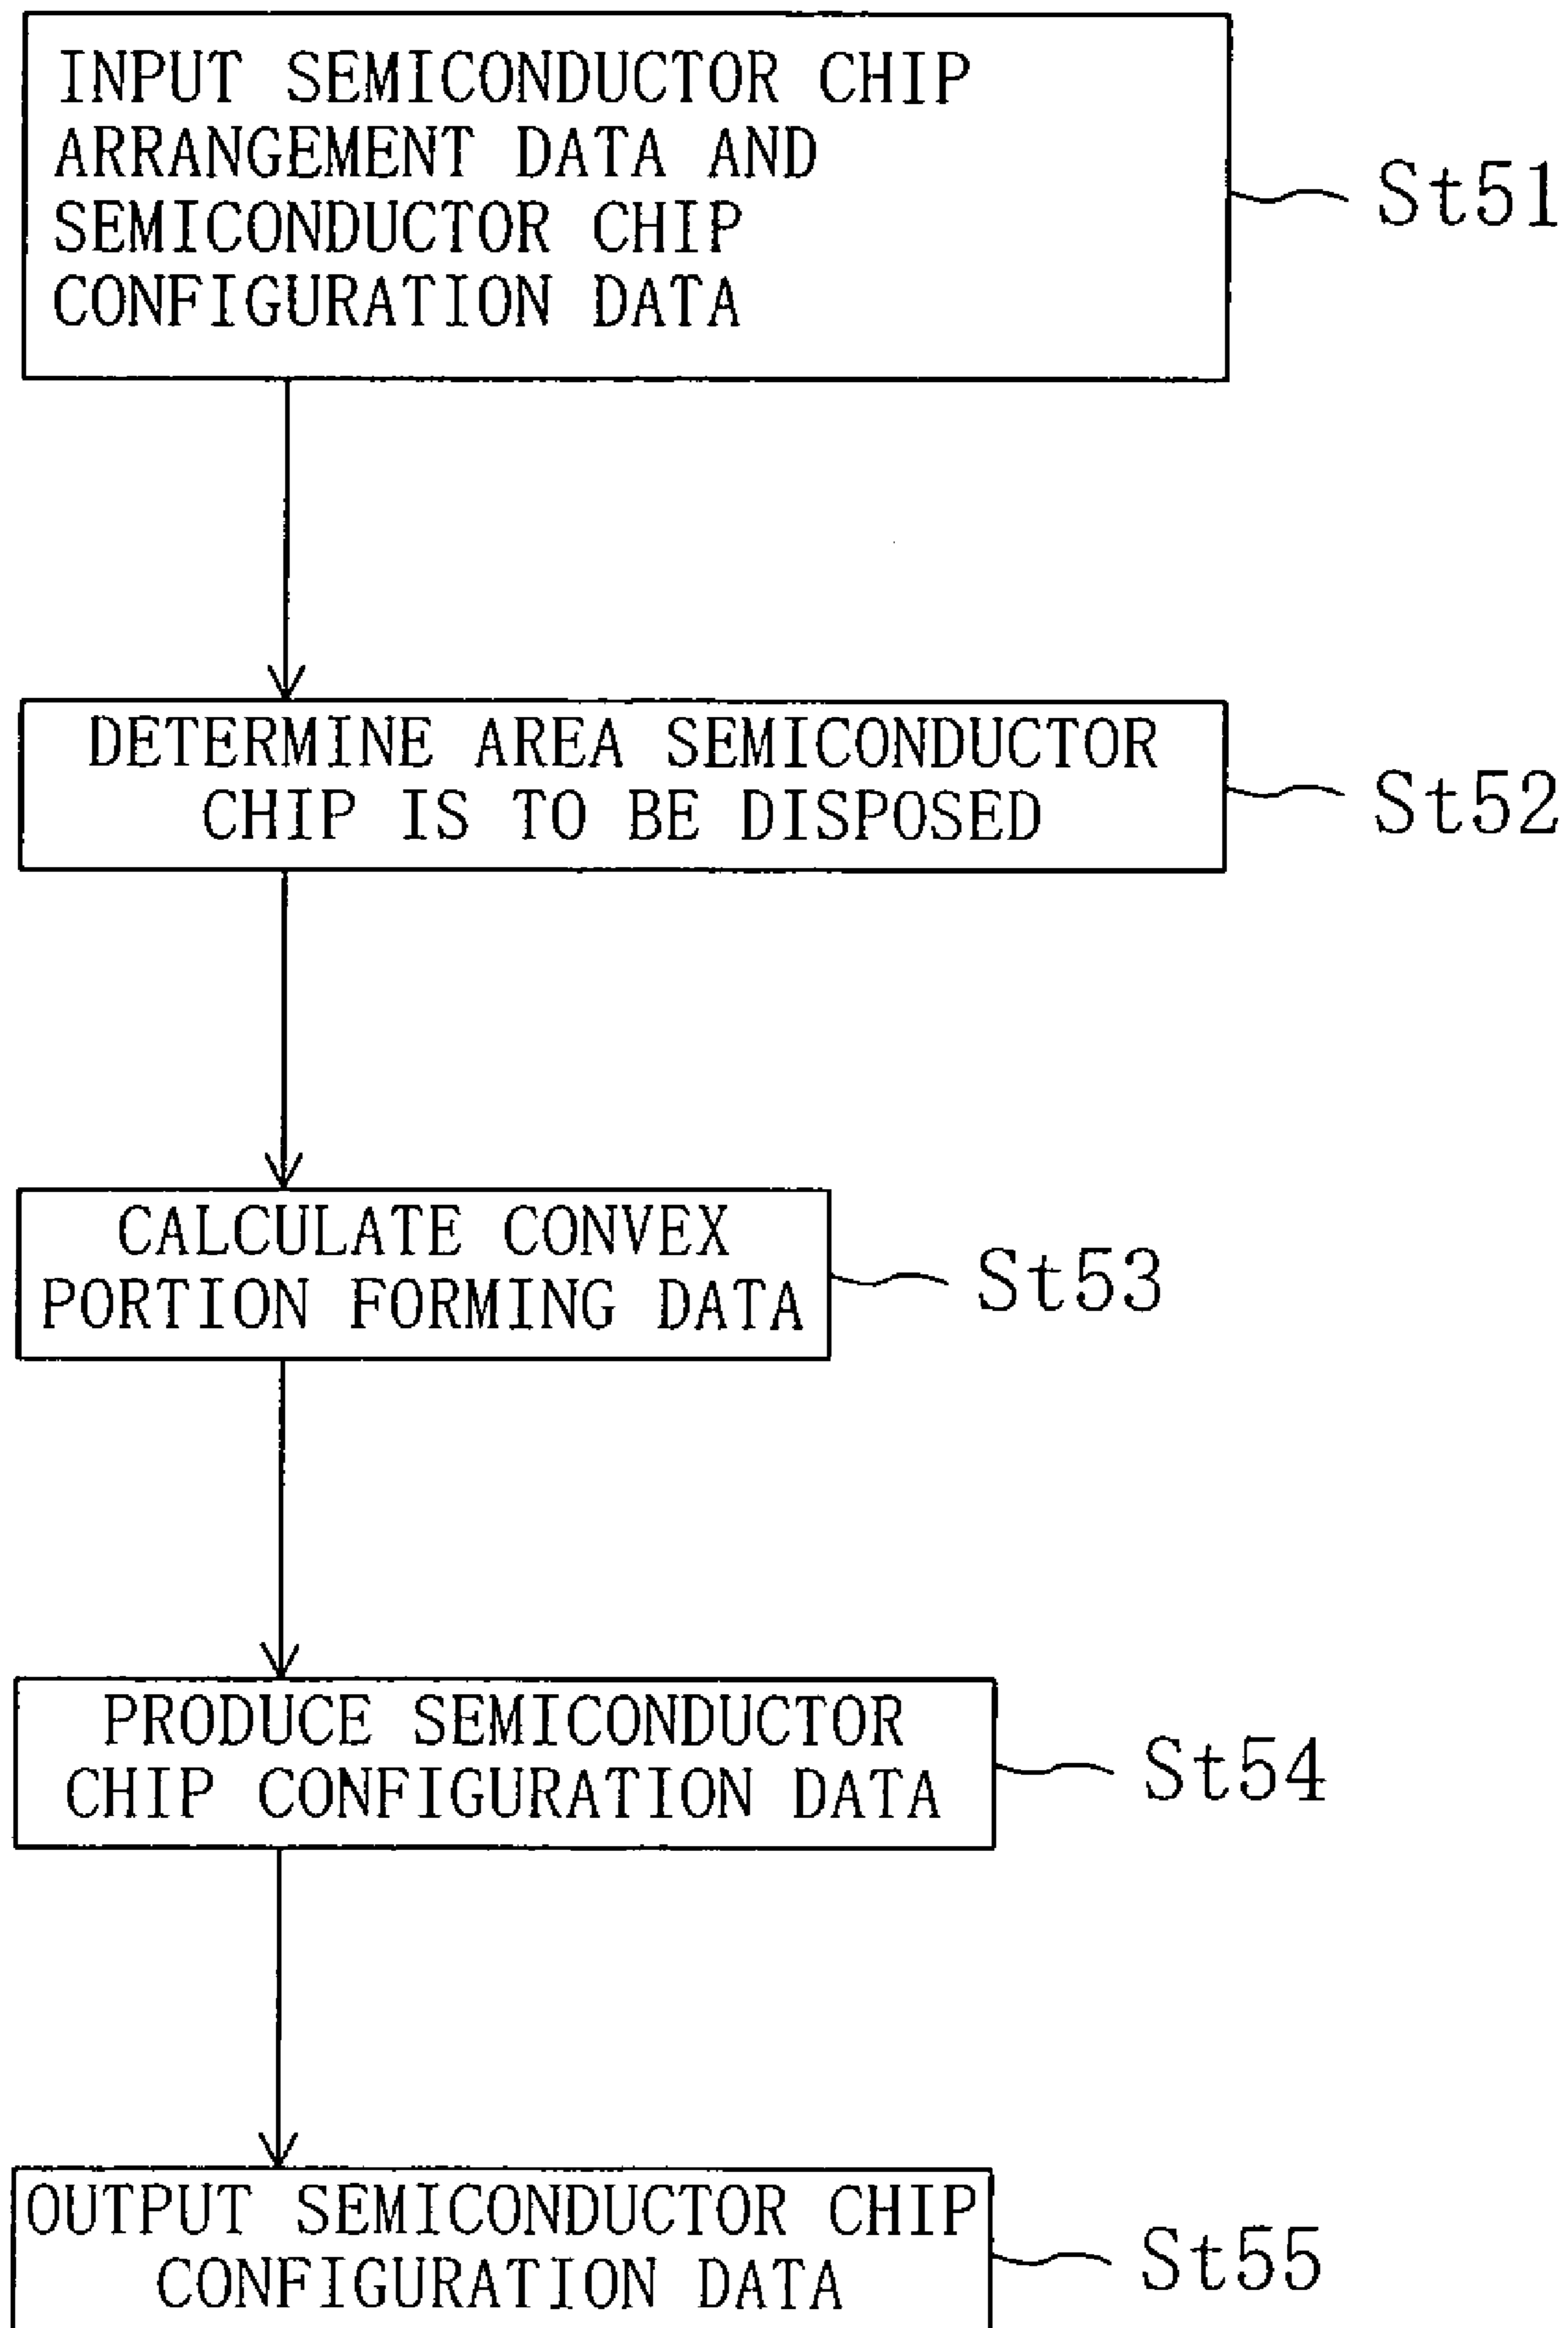 INPUT SEMICONDUCTOR CHIP
ARRANGEMENT DATA AND
SEMICONDUCTOR CHIP
CONFIGURATION DATA
St51
DETERMINE AREA SEMICONDUCTOR
CHIP IS TO BE DISPOSED
St52
CALCULATE CONVEX
PORTION FORMING DATA
St53
PRODUCE SEMICONDUCTOR
CHIP CONFIGURATION DATA
St54
OUTPUT SEMICONDUCTOR CHIP
CONFIGURATION DATA
St55